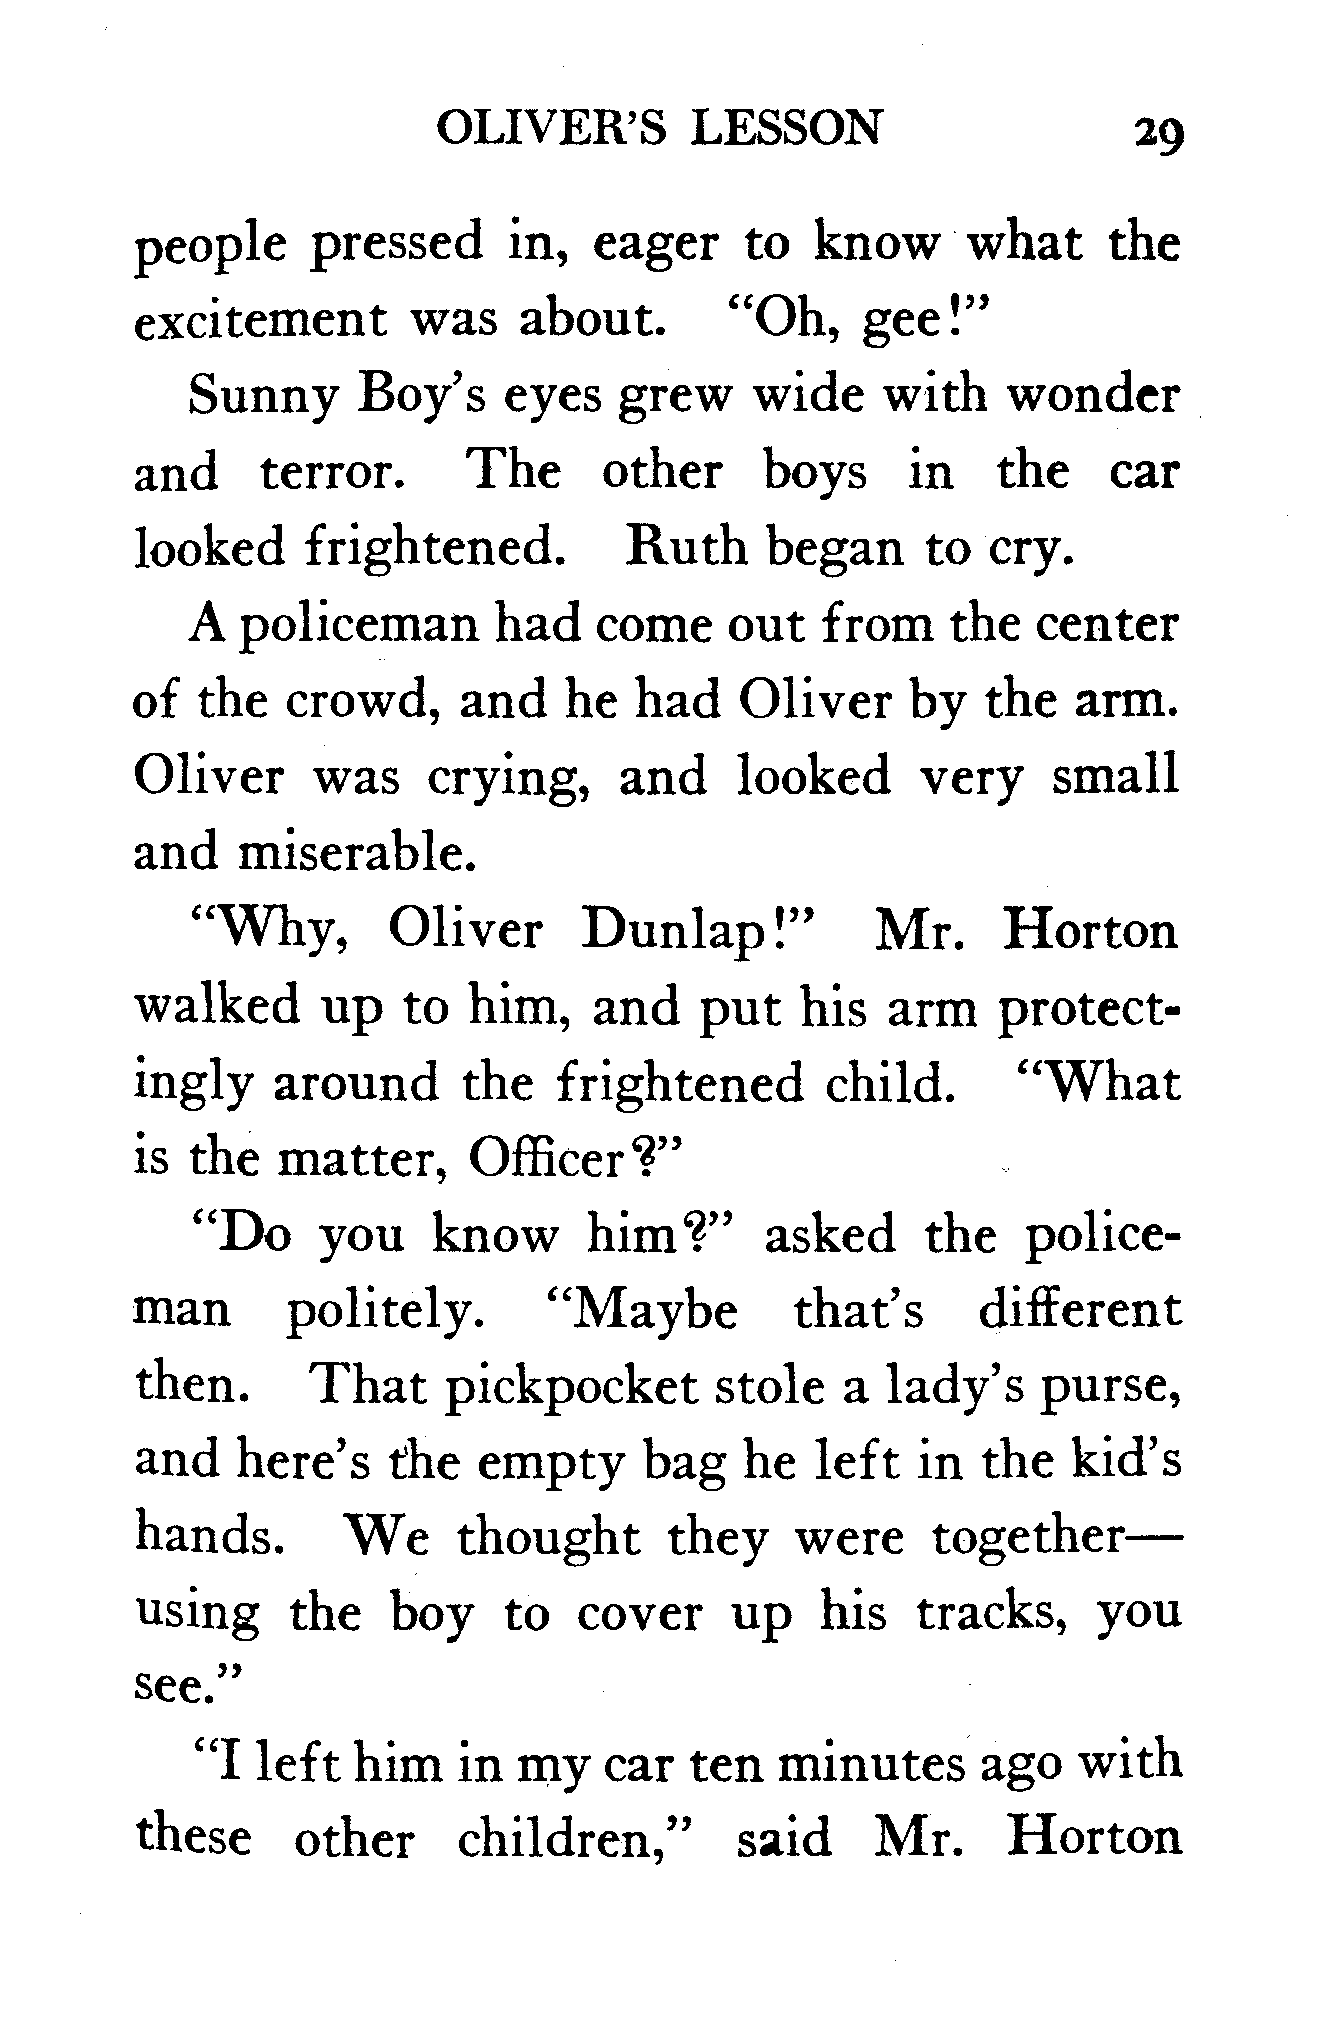 OLIVER'S LESSON 29
people pressed in, eager to know what the
excitement was about. "Oh, gee!"
Sunny Boy's eyes grew wide with wonder
and terror. The other boys in the car
looked frightened. Ruth began to cry.
A policeman had come out from the center
of the crowd, and he had Oliver by the arm.
Oliver was crying, and looked very small
and miserable.
"Why, Oliver Dunlap!" Mr. Horton
walked up to him, and put his arm protect-
ingly around the frightened child. "What
is the matter, Officer?"
"Do you know him?" asked the police-
man politely. "Maybe that's different
then. That pickpocket stole a lady's purse,
and here's the empty bag he left in the kid's
hands. We thought they were together—
using the boy to cover up his tracks, you
see."
"I left him in my car ten minutes ago with
these other children," said Mr. Horton